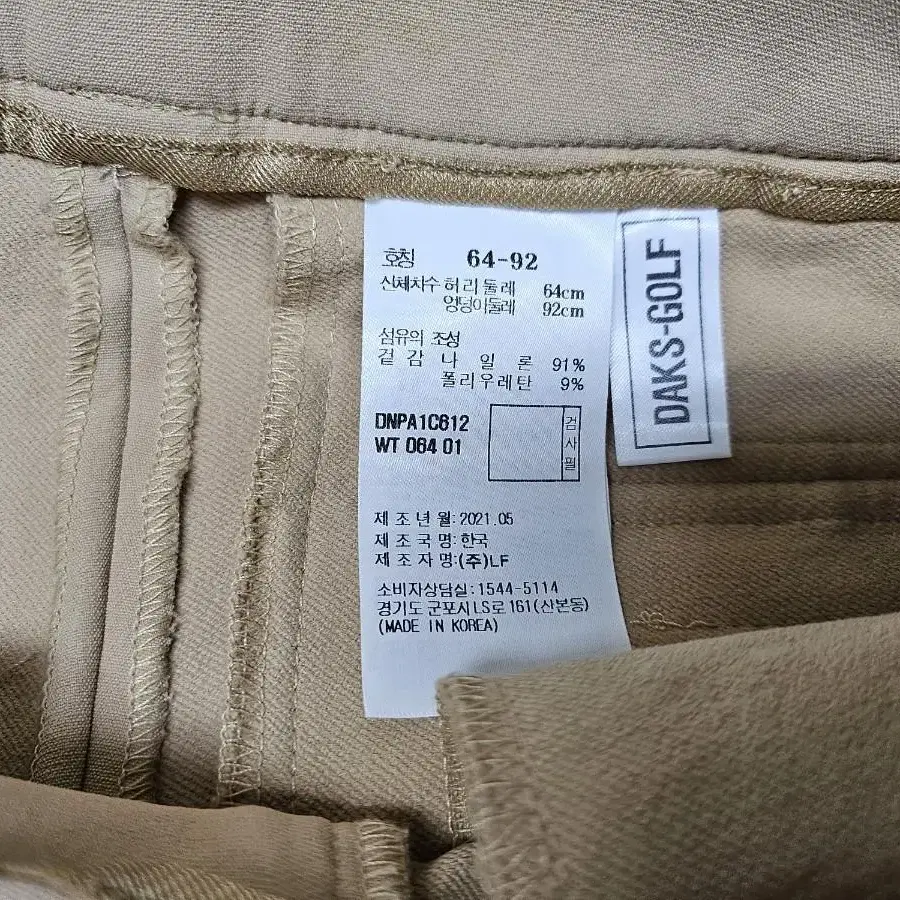 호칭 64-92
신체치수 허리둘레 64cm
엉덩이둘레 92cm
섬유의 조성
겉감 나일론 91%
폴리우레탄 9%
DNPA1C612
WT 064 01
검사필
제조년월: 2021.05
제조국명: 한국
제조자명: (주)LF
소비자상담실: 1544-5114
경기도 군포시 LS로 161(산본동)
(MADE IN KOREA)
DAKS-GOLF